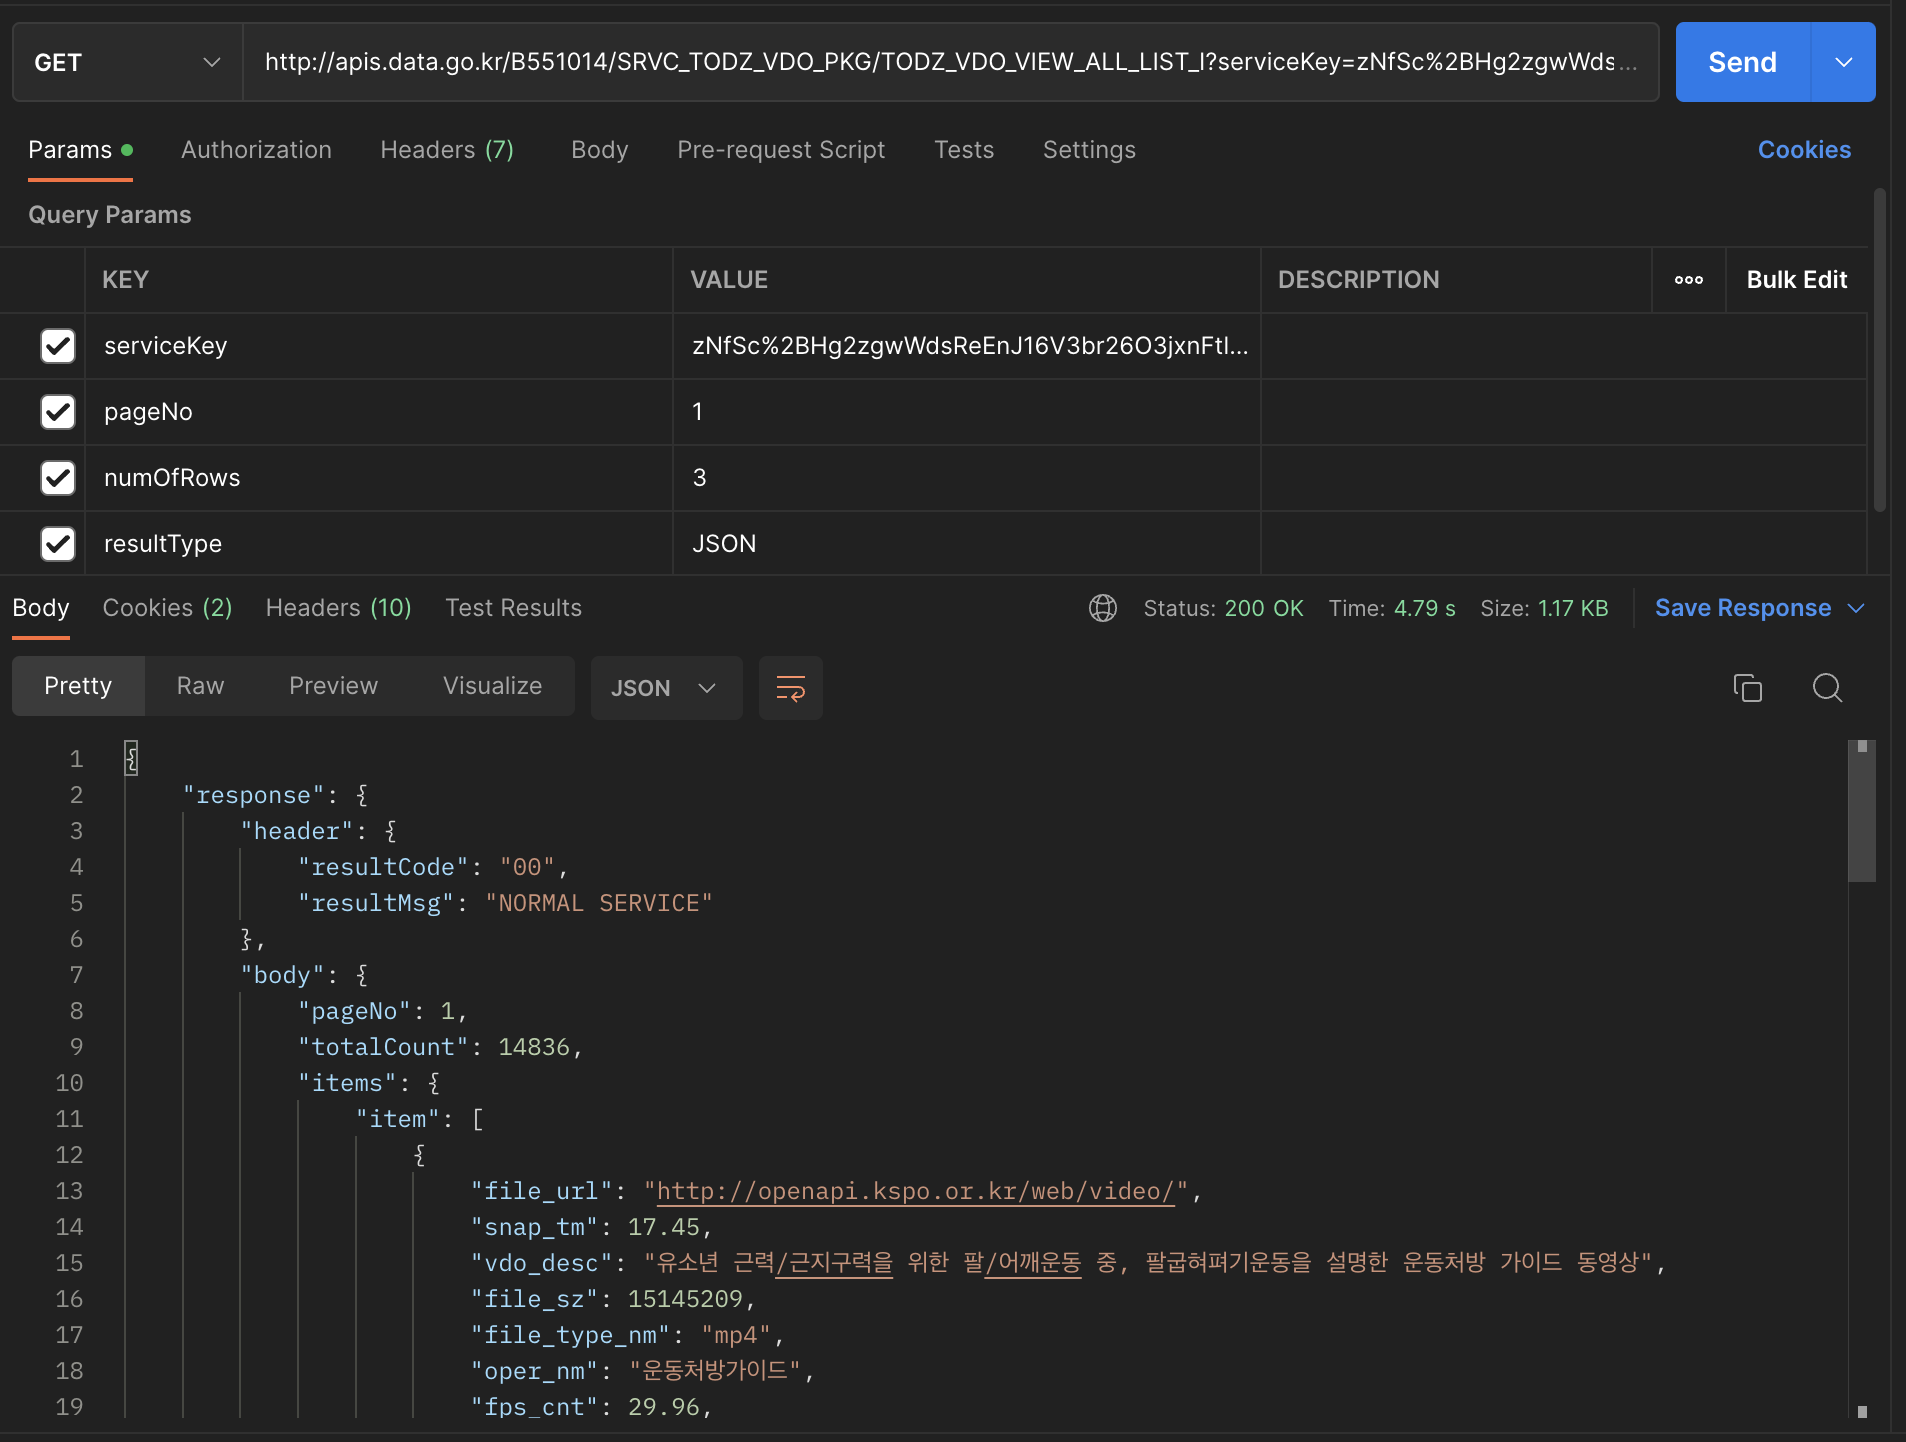 GET http://apis.data.go.kr/B551014/SRVC_TODZ_VDO_PKG/TODZ_VDO_VIEW_ALL_LIST_I?serviceKey=zNfSc%2BHg2zgwWds... Send
Params Authorization Headers (7) Body Pre-request Script Tests Settings Cookies
Query Params
KEY VALUE DESCRIPTION Bulk Edit
serviceKey zNfSc%2BHg2zgwWdsReEnJ16V3br26O3jxnFtI...
pageNo 1
numOfRows 3
resultType JSON
Body Cookies (2) Headers (10) Test Results Status: 200 OK Time: 4.79 s Size: 1.17 KB Save Response
Pretty Raw Preview Visualize JSON
1 {
2 "response": {
3 "header": {
4 "resultCode": "00",
5 "resultMsg": "NORMAL SERVICE"
6 },
7 "body": {
8 "pageNo": 1,
9 "totalCount": 14836,
10 "items": {
11 "item": [
12 {
13 "file_url": "http://openapi.kspo.or.kr/web/video/",
14 "snap_tm": 17.45,
15 "vdo_desc": "유소년 근력/근지구력을 위한 팔/어깨운동 중, 팔굽혀펴기운동을 설명한 운동처방 가이드 동영상",
16 "file_sz": 15145209,
17 "file_type_nm": "mp4",
18 "oper_nm": "운동처방가이드",
19 "fps_cnt": 29.96,